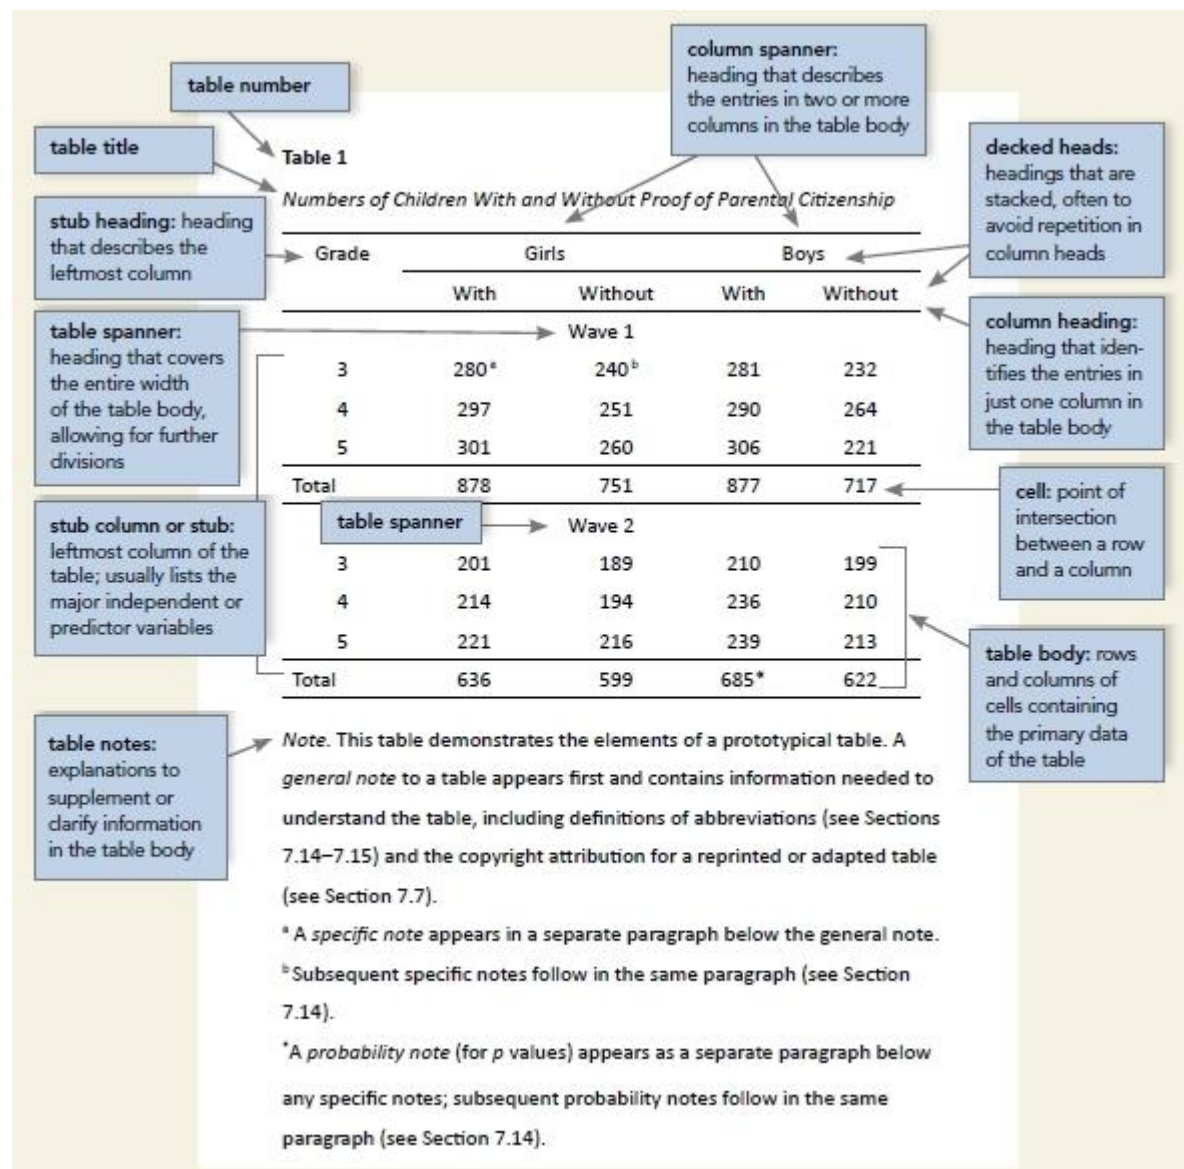 column spanner:
heading that describes
the entries in two or more
columns in the table body
table number
table title
decked heads:
headings that are
stacked, often to
avoid repetition in
column heads
Table 1
Numbers of Children With and Without Proof of Parental Citizenship
stub heading: heading
that describes the
leftmost column
Grade Girls Boys
With Without With Without
column heading:
heading that iden-
tifies the entries in
just one column in
the table body
table spanner:
heading that covers
the entire width
of the table body,
allowing for further
divisions
Wave 1
3 280ᵃ 240ᵇ 281 232
4 297 251 290 264
5 301 260 306 221
Total 878 751 877 717
cell: point of
intersection
between a row
and a column
stub column or stub:
leftmost column of the
table; usually lists the
major independent or
predictor variables
table spanner
Wave 2
3 201 189 210 199
4 214 194 236 210
5 221 216 239 213
Total 636 599 685* 622
table body: rows
and columns of
cells containing
the primary data
of the table
table notes:
explanations to
supplement or
clarify information
in the table body
Note. This table demonstrates the elements of a prototypical table. A
general note to a table appears first and contains information needed to
understand the table, including definitions of abbreviations (see Sections
7.14–7.15) and the copyright attribution for a reprinted or adapted table
(see Section 7.7).
ᵃ A specific note appears in a separate paragraph below the general note.
ᵇ Subsequent specific notes follow in the same paragraph (see Section
7.14).
*A probability note (for p values) appears as a separate paragraph below
any specific notes; subsequent probability notes follow in the same
paragraph (see Section 7.14).